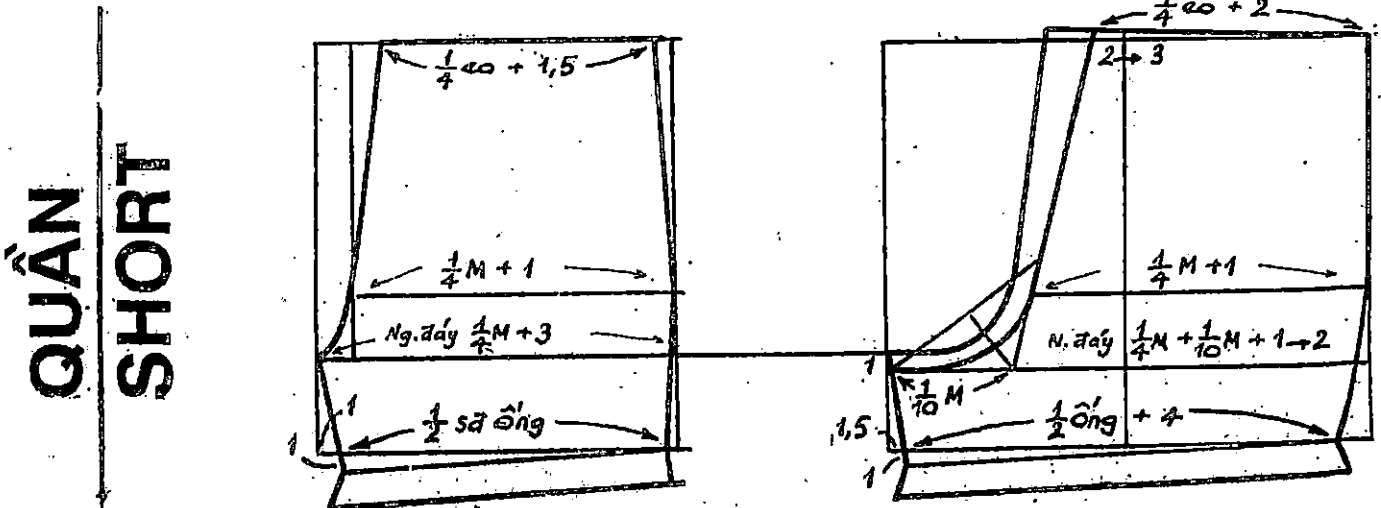 QUẦN
SHORT
1/4 eo + 1,5
1/4 M + 1
Ng. đáy 1/4 M + 3
1
1/2 số ống
1
1/4 eo + 2
2 → 3
1/4 M + 1
1
N. đáy 1/4 M + 1/10 M + 1 → 2
1/10 M
1,5
1/2 ống + 4
1